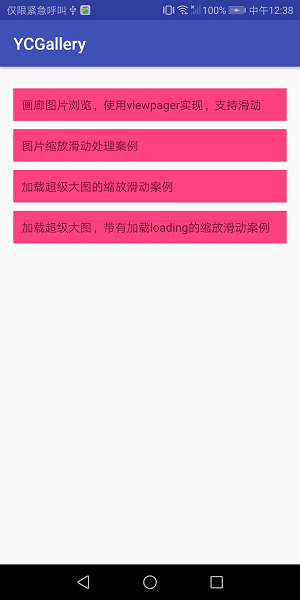 仅限紧急呼叫 100% 中午12:38
YCGallery
画廊图片浏览，使用viewpager实现，支持滑动
图片缩放滑动处理案例
加载超级大图的缩放滑动案例
加载超级大图，带有加载loading的缩放滑动案例